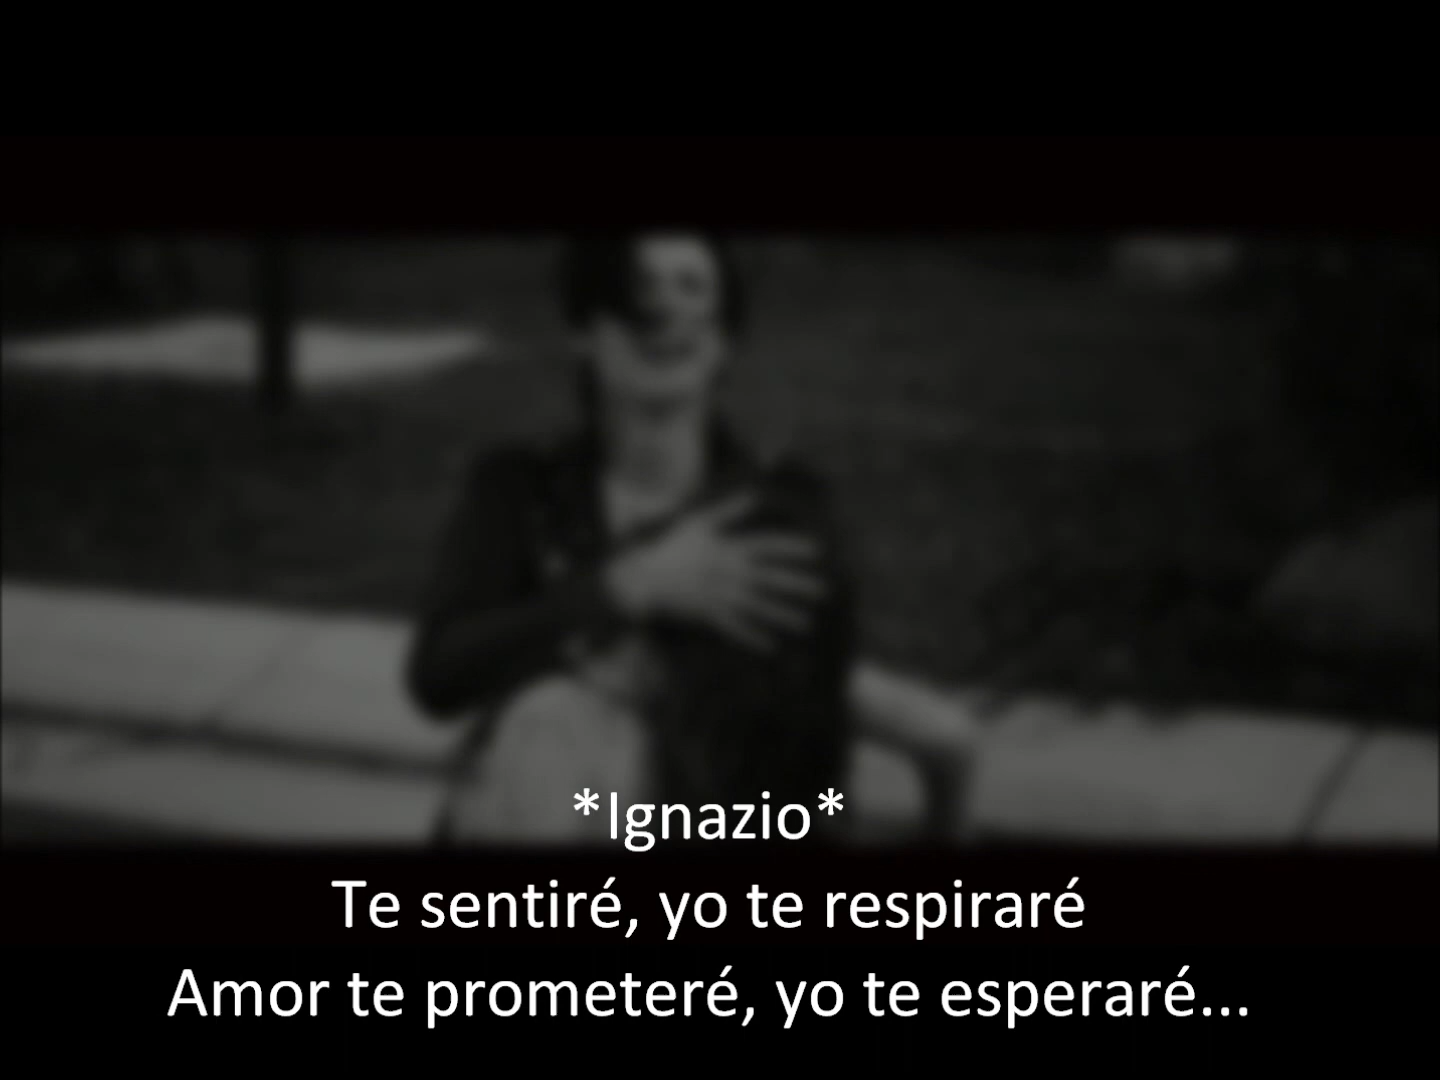 *Ignazio*
Te sentiré, yo te respiraré
Amor te prometeré, yo te esperaré...